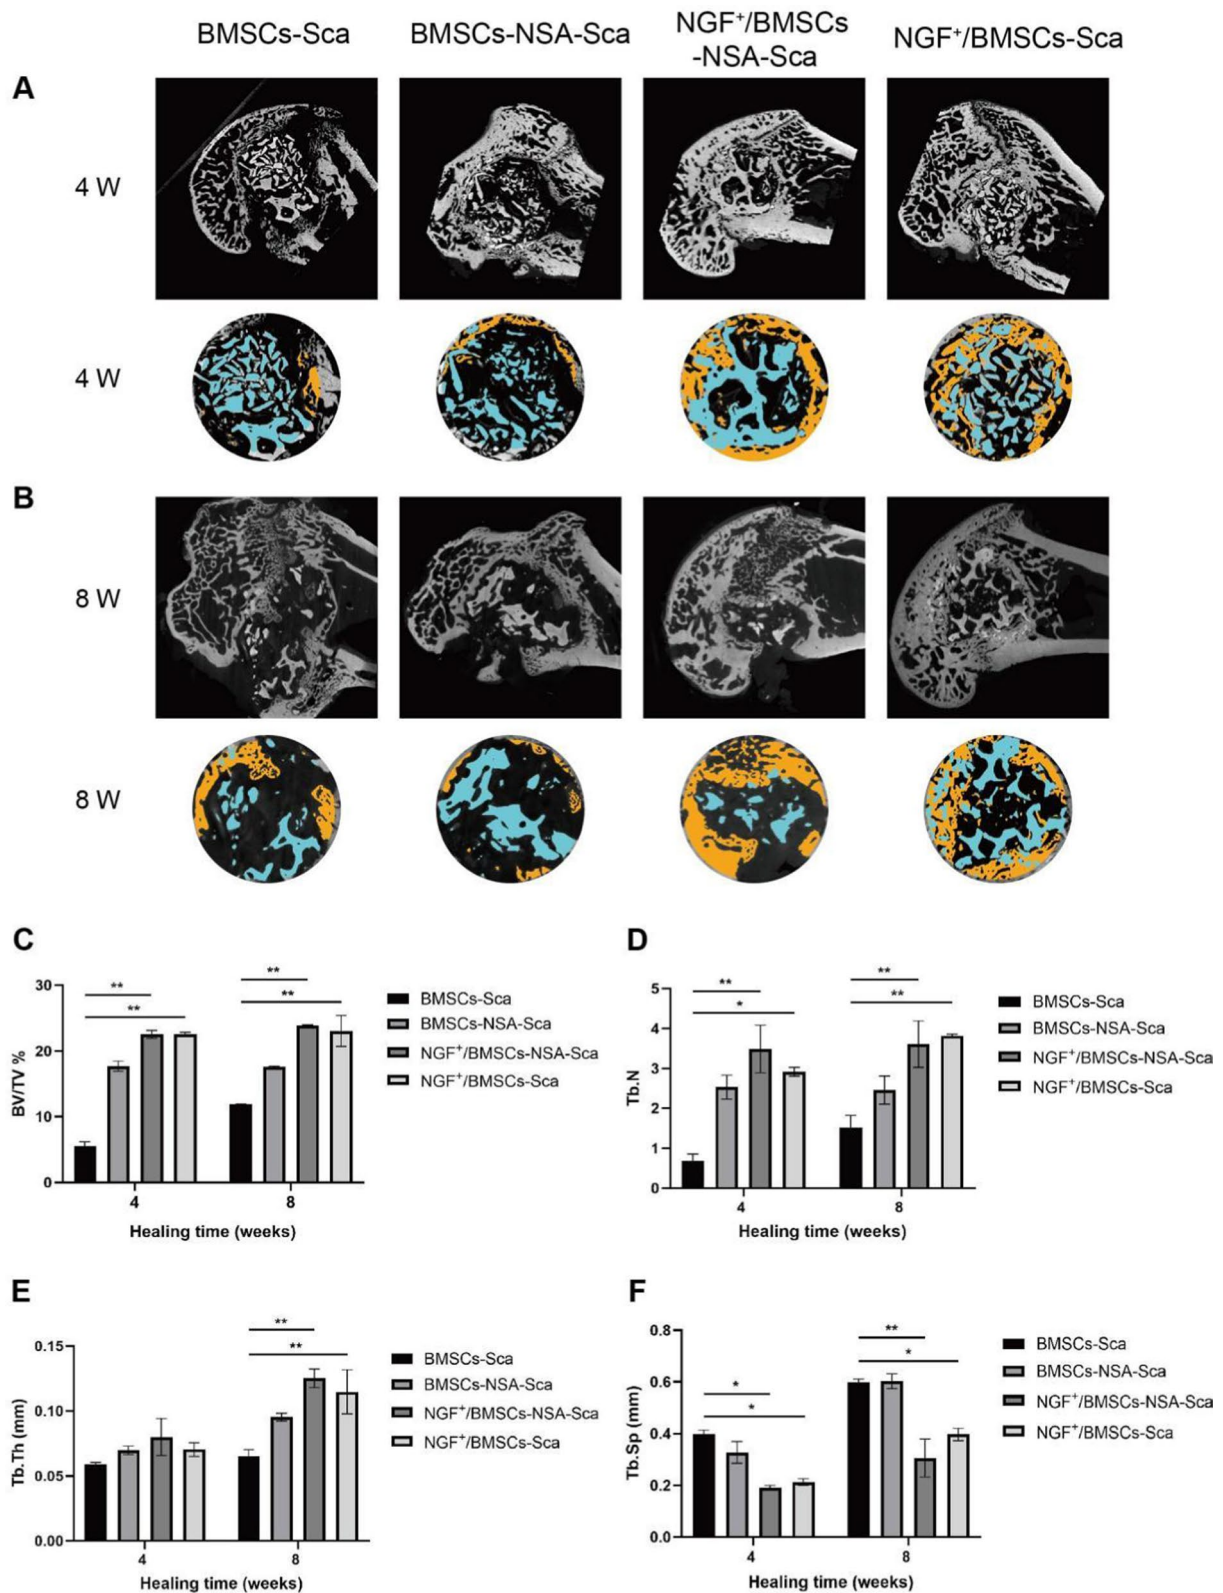 BMSCs-Sca
BMSCs-NSA-Sca
NGF⁺/BMSCs
-NSA-Sca
NGF⁺/BMSCs-Sca
A
4 W
4 W
B
8 W
8 W
C
**
**
**
**
30
20
10
0
BV/TV %
4
8
Healing time (weeks)
BMSCs-Sca
BMSCs-NSA-Sca
NGF⁺/BMSCs-NSA-Sca
NGF⁺/BMSCs-Sca
D
**
*
**
**
5
4
3
2
1
0
Tb.N
4
8
Healing time (weeks)
BMSCs-Sca
BMSCs-NSA-Sca
NGF⁺/BMSCs-NSA-Sca
NGF⁺/BMSCs-Sca
E
**
**
0.15
0.10
0.05
0.00
Tb.Th (mm)
4
8
Healing time (weeks)
BMSCs-Sca
BMSCs-NSA-Sca
NGF⁺/BMSCs-NSA-Sca
NGF⁺/BMSCs-Sca
F
*
*
**
*
0.8
0.6
0.4
0.2
0.0
Tb.Sp (mm)
4
8
Healing time (weeks)
BMSCs-Sca
BMSCs-NSA-Sca
NGF⁺/BMSCs-NSA-Sca
NGF⁺/BMSCs-Sca